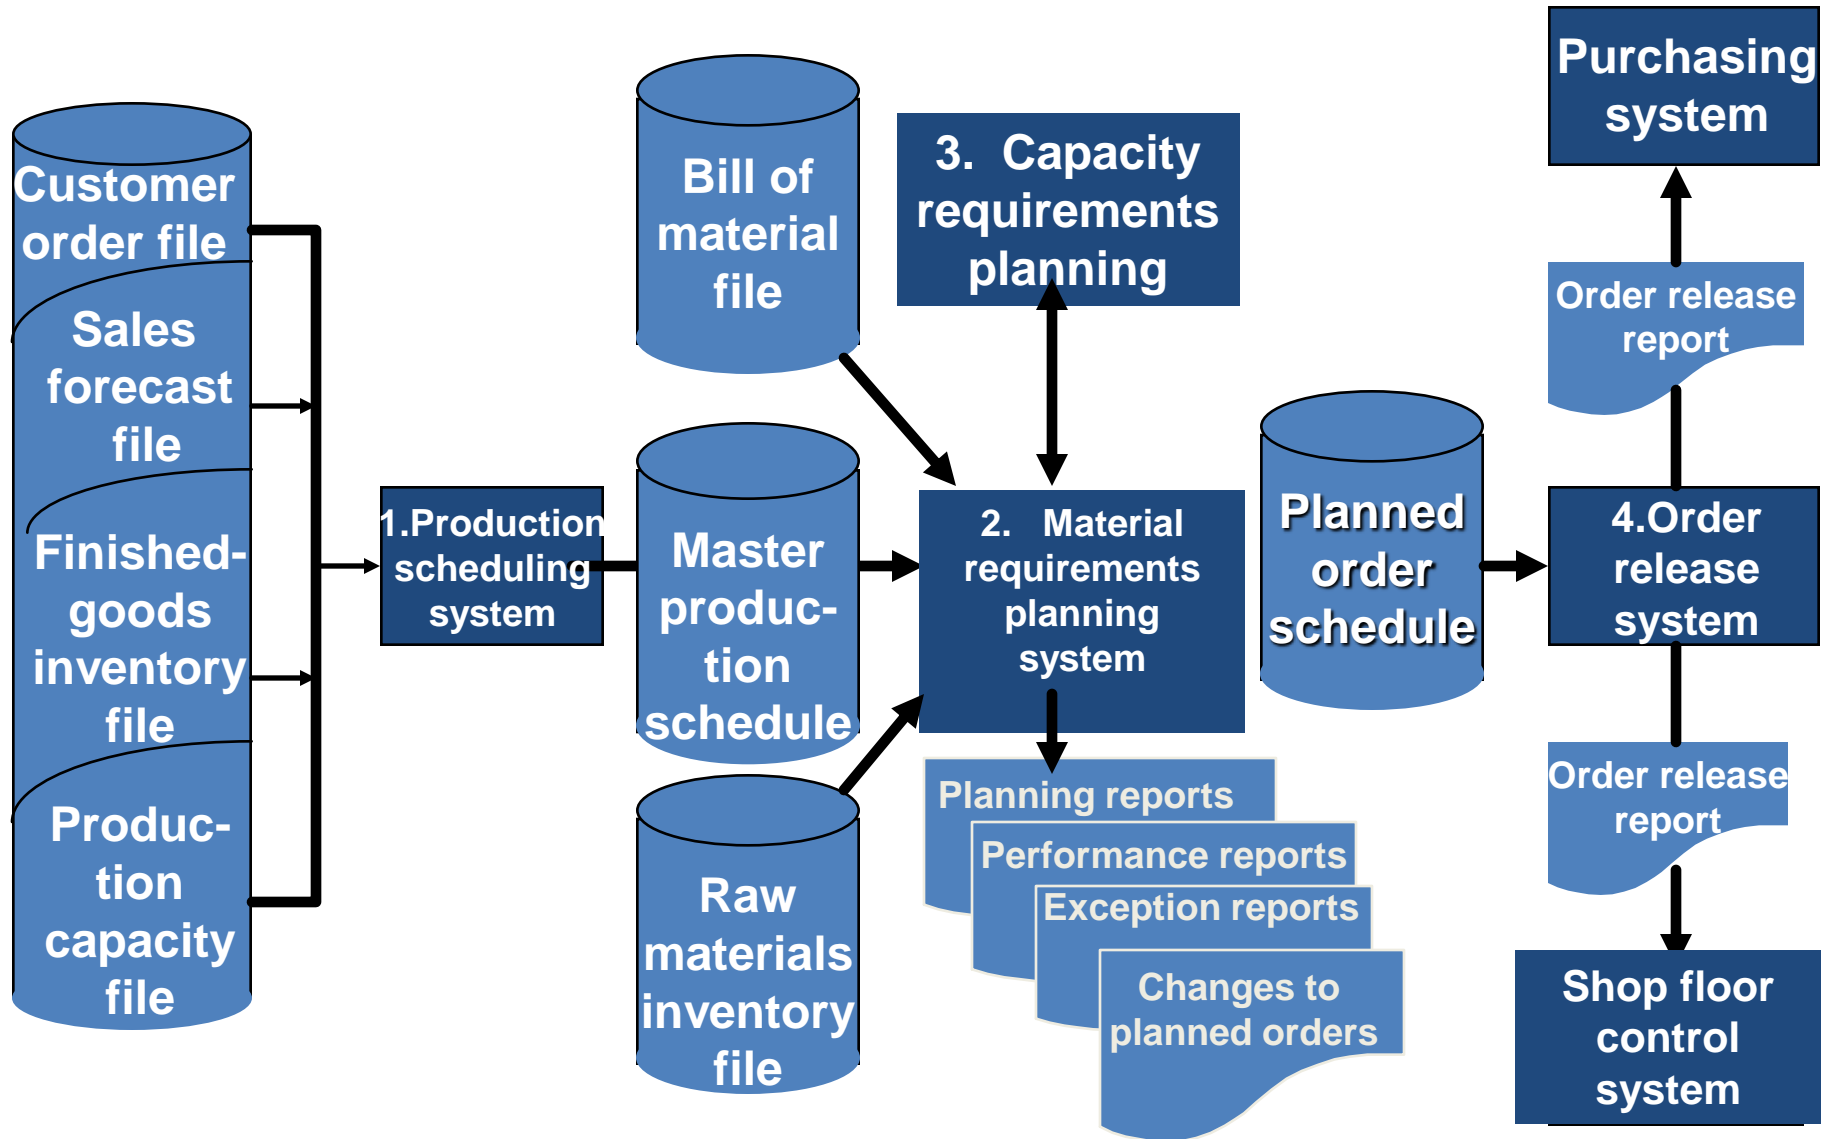 Customer
order file
Sales
forecast
file
Finished-
goods
inventory
file
Produc-
tion
capacity
file
1.Production
scheduling
system
Bill of
material
file
Master
produc-
tion
schedule
Raw
materials
inventory
file
3. Capacity
requirements
planning
2. Material
requirements
planning
system
Planning reports
Performance reports
Exception reports
Changes to
planned orders
Planned
order
schedule
Purchasing
system
Order release
report
4.Order
release
system
Order release
report
Shop floor
control
system